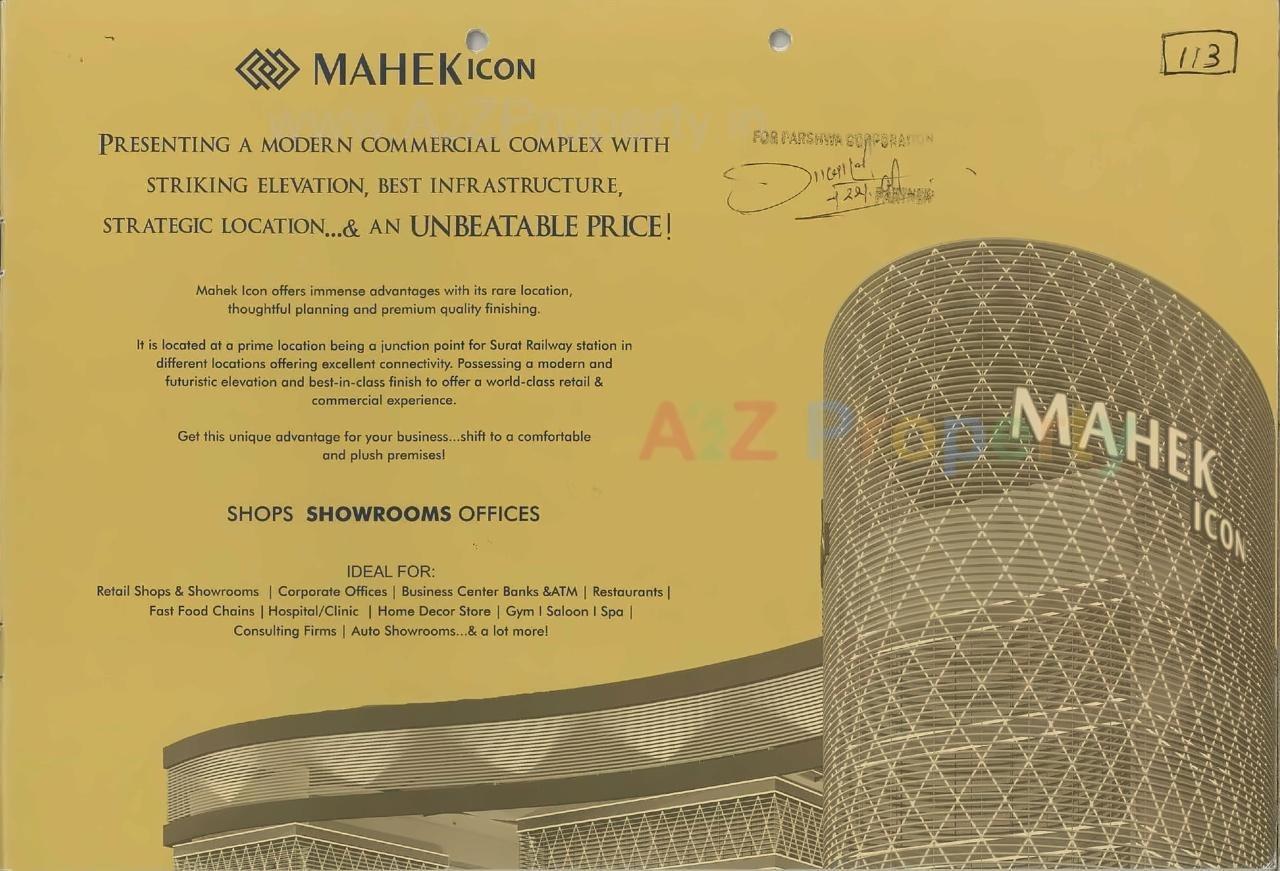 MAHEK ICON
113
www.A2ZProperty.in
PRESENTING A MODERN COMMERCIAL COMPLEX WITH
STRIKING ELEVATION, BEST INFRASTRUCTURE,
STRATEGIC LOCATION...& AN UNBEATABLE PRICE!
FOR PARSHWA CORPORATION
PARTNER
Mahek Icon offers immense advantages with its rare location,
thoughtful planning and premium quality finishing.
It is located at a prime location being a junction point for Surat Railway station in
different locations offering excellent connectivity. Possessing a modern and
futuristic elevation and best-in-class finish to offer a world-class retail &
commercial experience.
Get this unique advantage for your business...shift to a comfortable
and plush premises!
A2Z Property
MAHEK
ICON
SHOPS SHOWROOMS OFFICES
IDEAL FOR:
Retail Shops & Showrooms | Corporate Offices | Business Center Banks &ATM | Restaurants |
Fast Food Chains | Hospital/Clinic | Home Decor Store | Gym I Saloon I Spa |
Consulting Firms | Auto Showrooms...& a lot more!